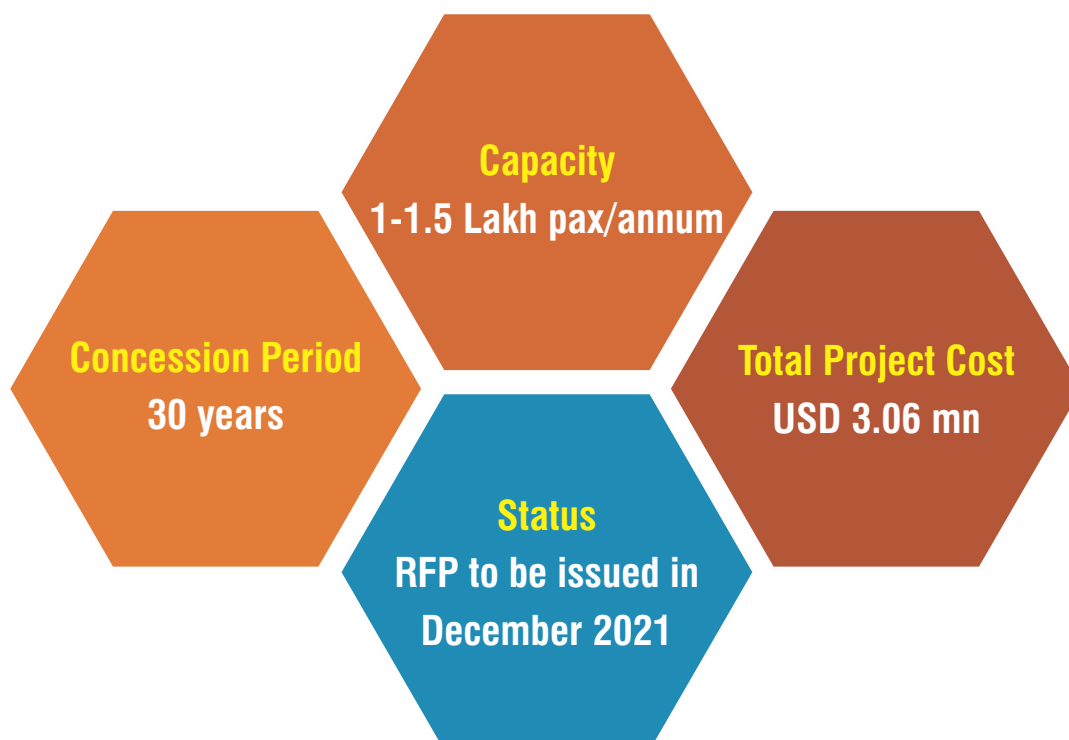 Capacity
1-1.5 Lakh pax/annum
Concession Period
30 years
Total Project Cost
USD 3.06 mn
Status
RFP to be issued in
December 2021